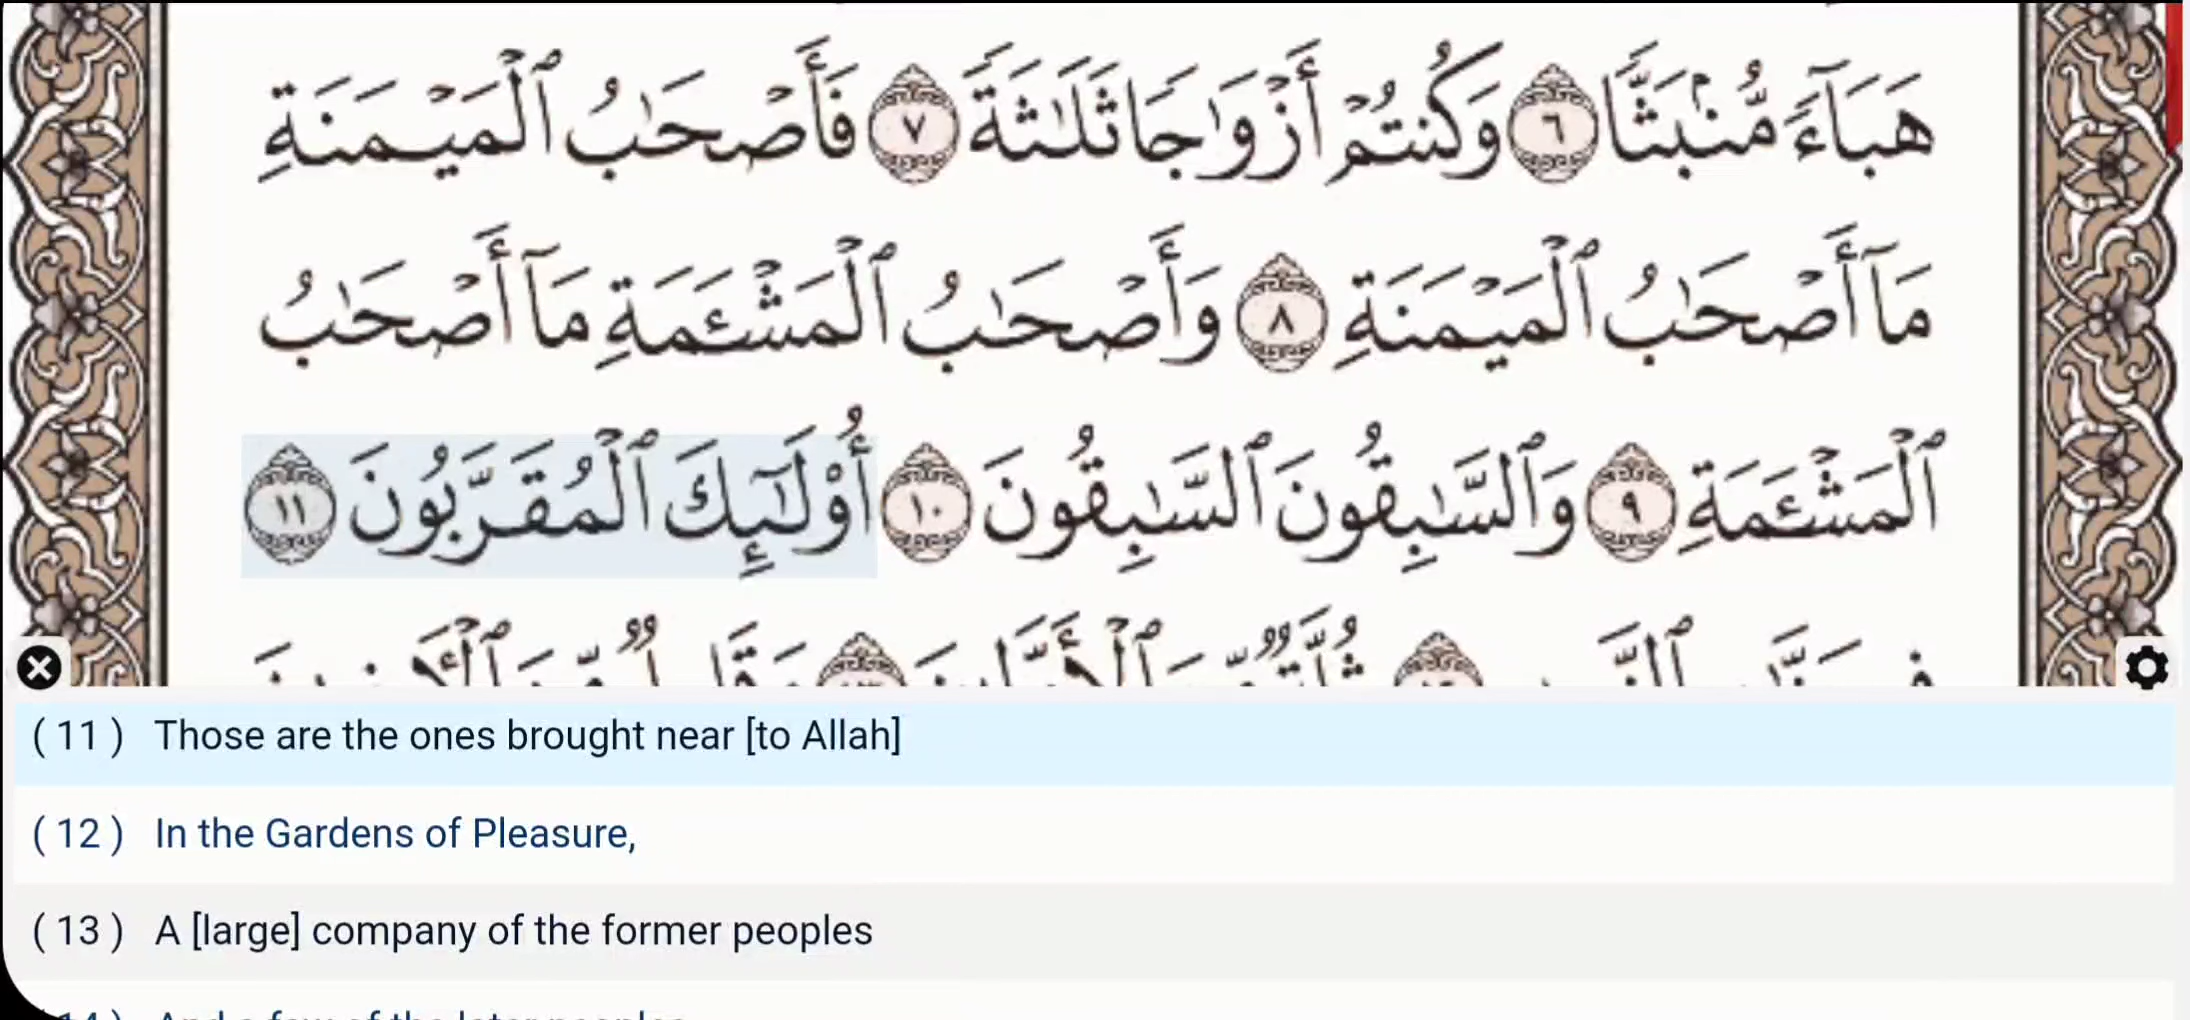 هَبَآءً مُّنۢبَثًّا ٦ وَكُنتُمْ أَزْوَٰجًا ثَلَـٰثَةً ٧ فَأَصْحَـٰبُ ٱلْمَيْمَنَةِ
مَآ أَصْحَـٰبُ ٱلْمَيْمَنَةِ ٨ وَأَصْحَـٰبُ ٱلْمَشْـَٔمَةِ مَآ أَصْحَـٰبُ
ٱلْمَشْـَٔمَةِ ٩ وَٱلسَّـٰبِقُونَ ٱلسَّـٰبِقُونَ ١٠ أُو۟لَـٰٓئِكَ ٱلْمُقَرَّبُونَ ١١
( 11 ) Those are the ones brought near [to Allah]
( 12 ) In the Gardens of Pleasure,
( 13 ) A [large] company of the former peoples